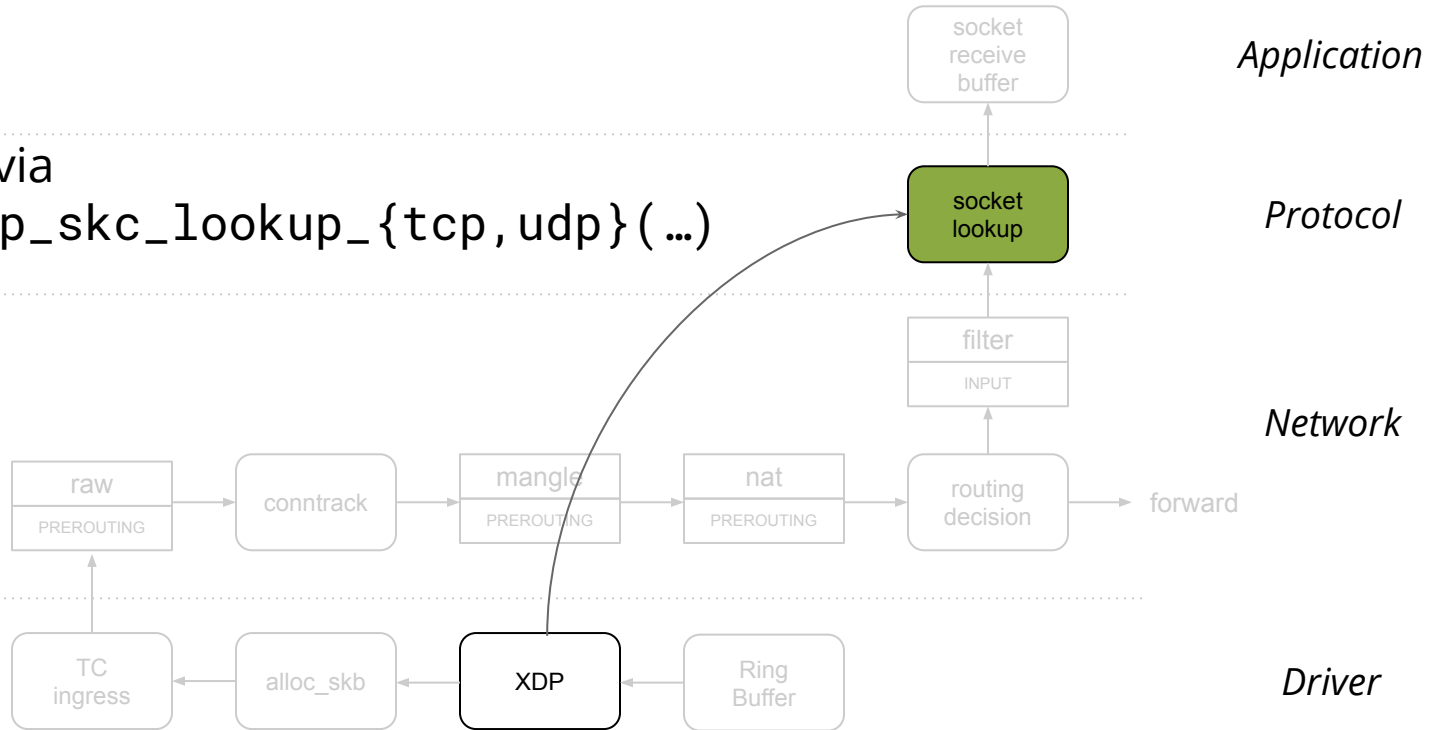 socket
receive
buffer
Application
via
p_skc_lookup_{tcp,udp}(…)
socket
lookup
Protocol
filter
INPUT
Network
raw
PREROUTING
conntrack
mangle
PREROUTING
nat
PREROUTING
routing
decision
forward
TC
ingress
alloc_skb
XDP
Ring
Buffer
Driver